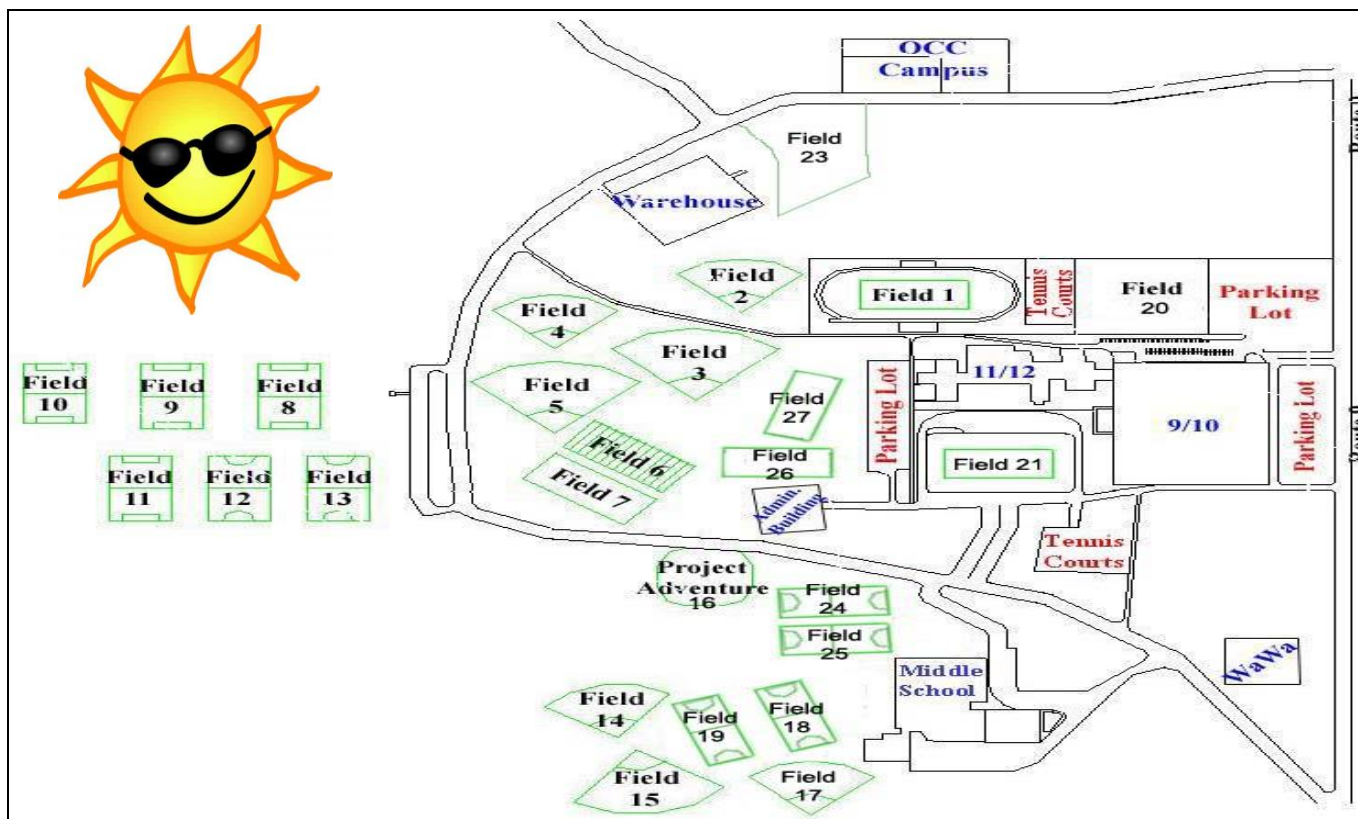 OCC
Campus
Field
23
Warehouse
Field
2
Field 1
Tennis
Courts
Field
20
Parking
Lot
Field
4
Field
3
Field
5
11/12
Field
10
Field
9
Field
8
Field
27
Parking Lot
9/10
Parking Lot
Route 9
Field 6
Field
26
Field 21
Field
11
Field
12
Field
13
Field 7
Admin.
Building
Tennis
Courts
Project
Adventure
16
Field
24
Field
25
WaWa
Middle
School
Field
14
Field
19
Field
18
Field
15
Field
17